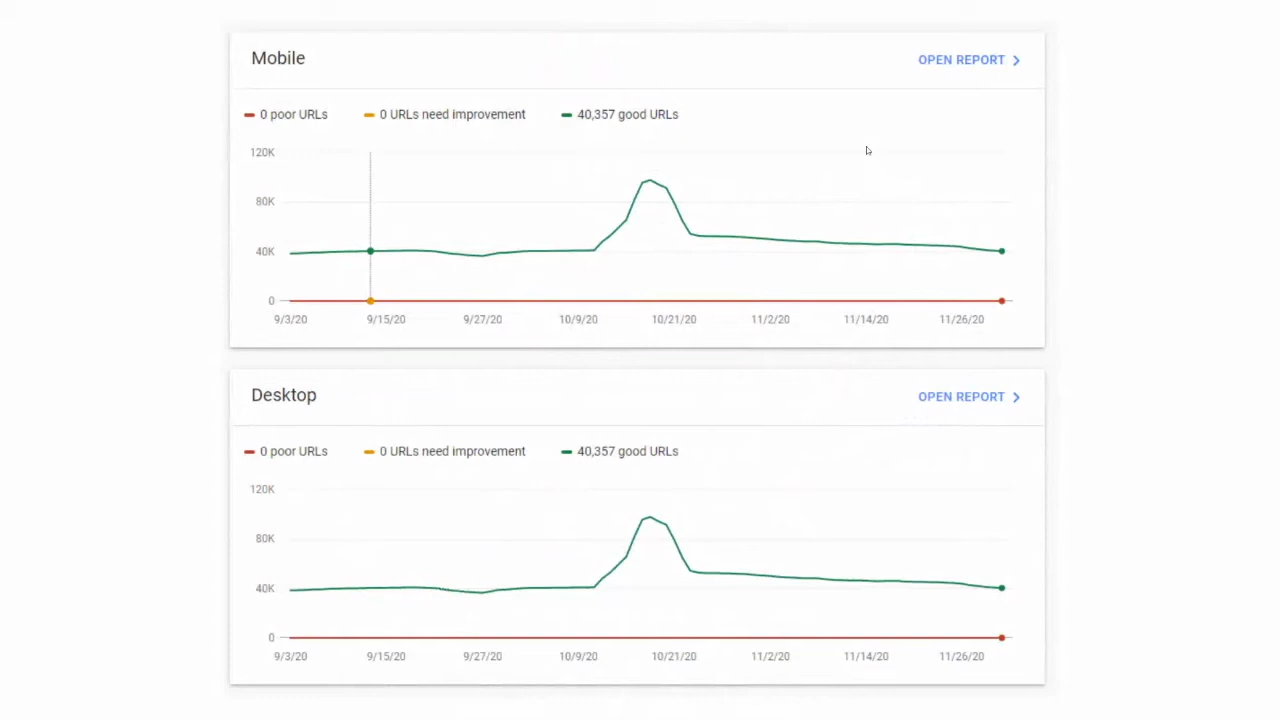 Mobile
OPEN REPORT
0 poor URLs 0 URLs need improvement 40,357 good URLs
120K
80K
40K
0
9/3/20 9/15/20 9/27/20 10/9/20 10/21/20 11/2/20 11/14/20 11/26/20
Desktop
OPEN REPORT
0 poor URLs 0 URLs need improvement 40,357 good URLs
120K
80K
40K
0
9/3/20 9/15/20 9/27/20 10/9/20 10/21/20 11/2/20 11/14/20 11/26/20